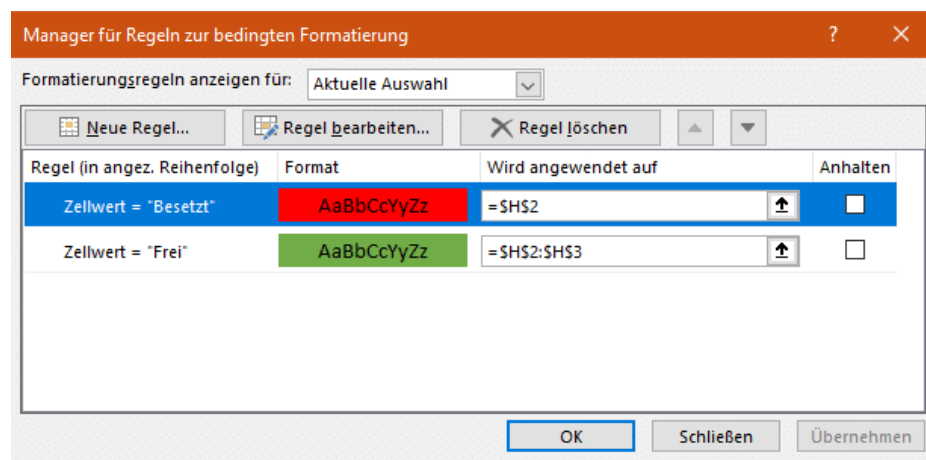 Manager für Regeln zur bedingten Formatierung ?
Formatierungsregeln anzeigen für: Aktuelle Auswahl
Neue Regel... Regel bearbeiten... Regel löschen
Regel (in angez. Reihenfolge) Format Wird angewendet auf Anhalten
Zellwert = "Besetzt" AaBbCcYyZz =$H$2
Zellwert = "Frei" AaBbCcYyZz =$H$2:$H$3
OK Schließen Übernehmen